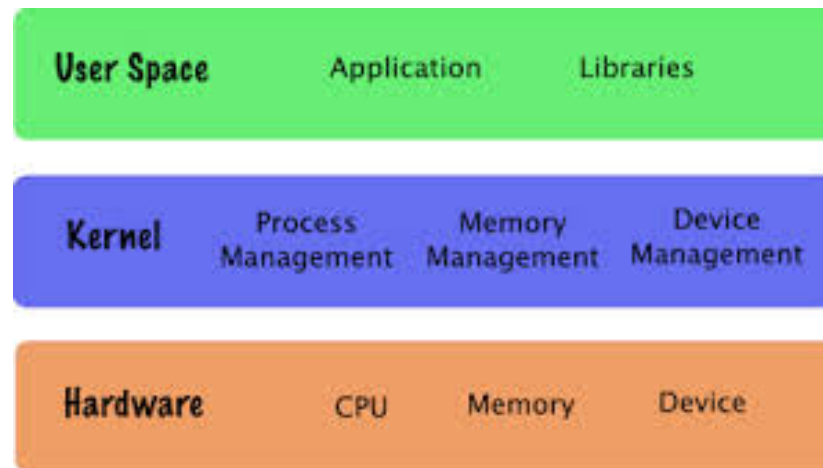 User Space Application Libraries
Kernel Process Management Memory Management Device Management
Hardware CPU Memory Device